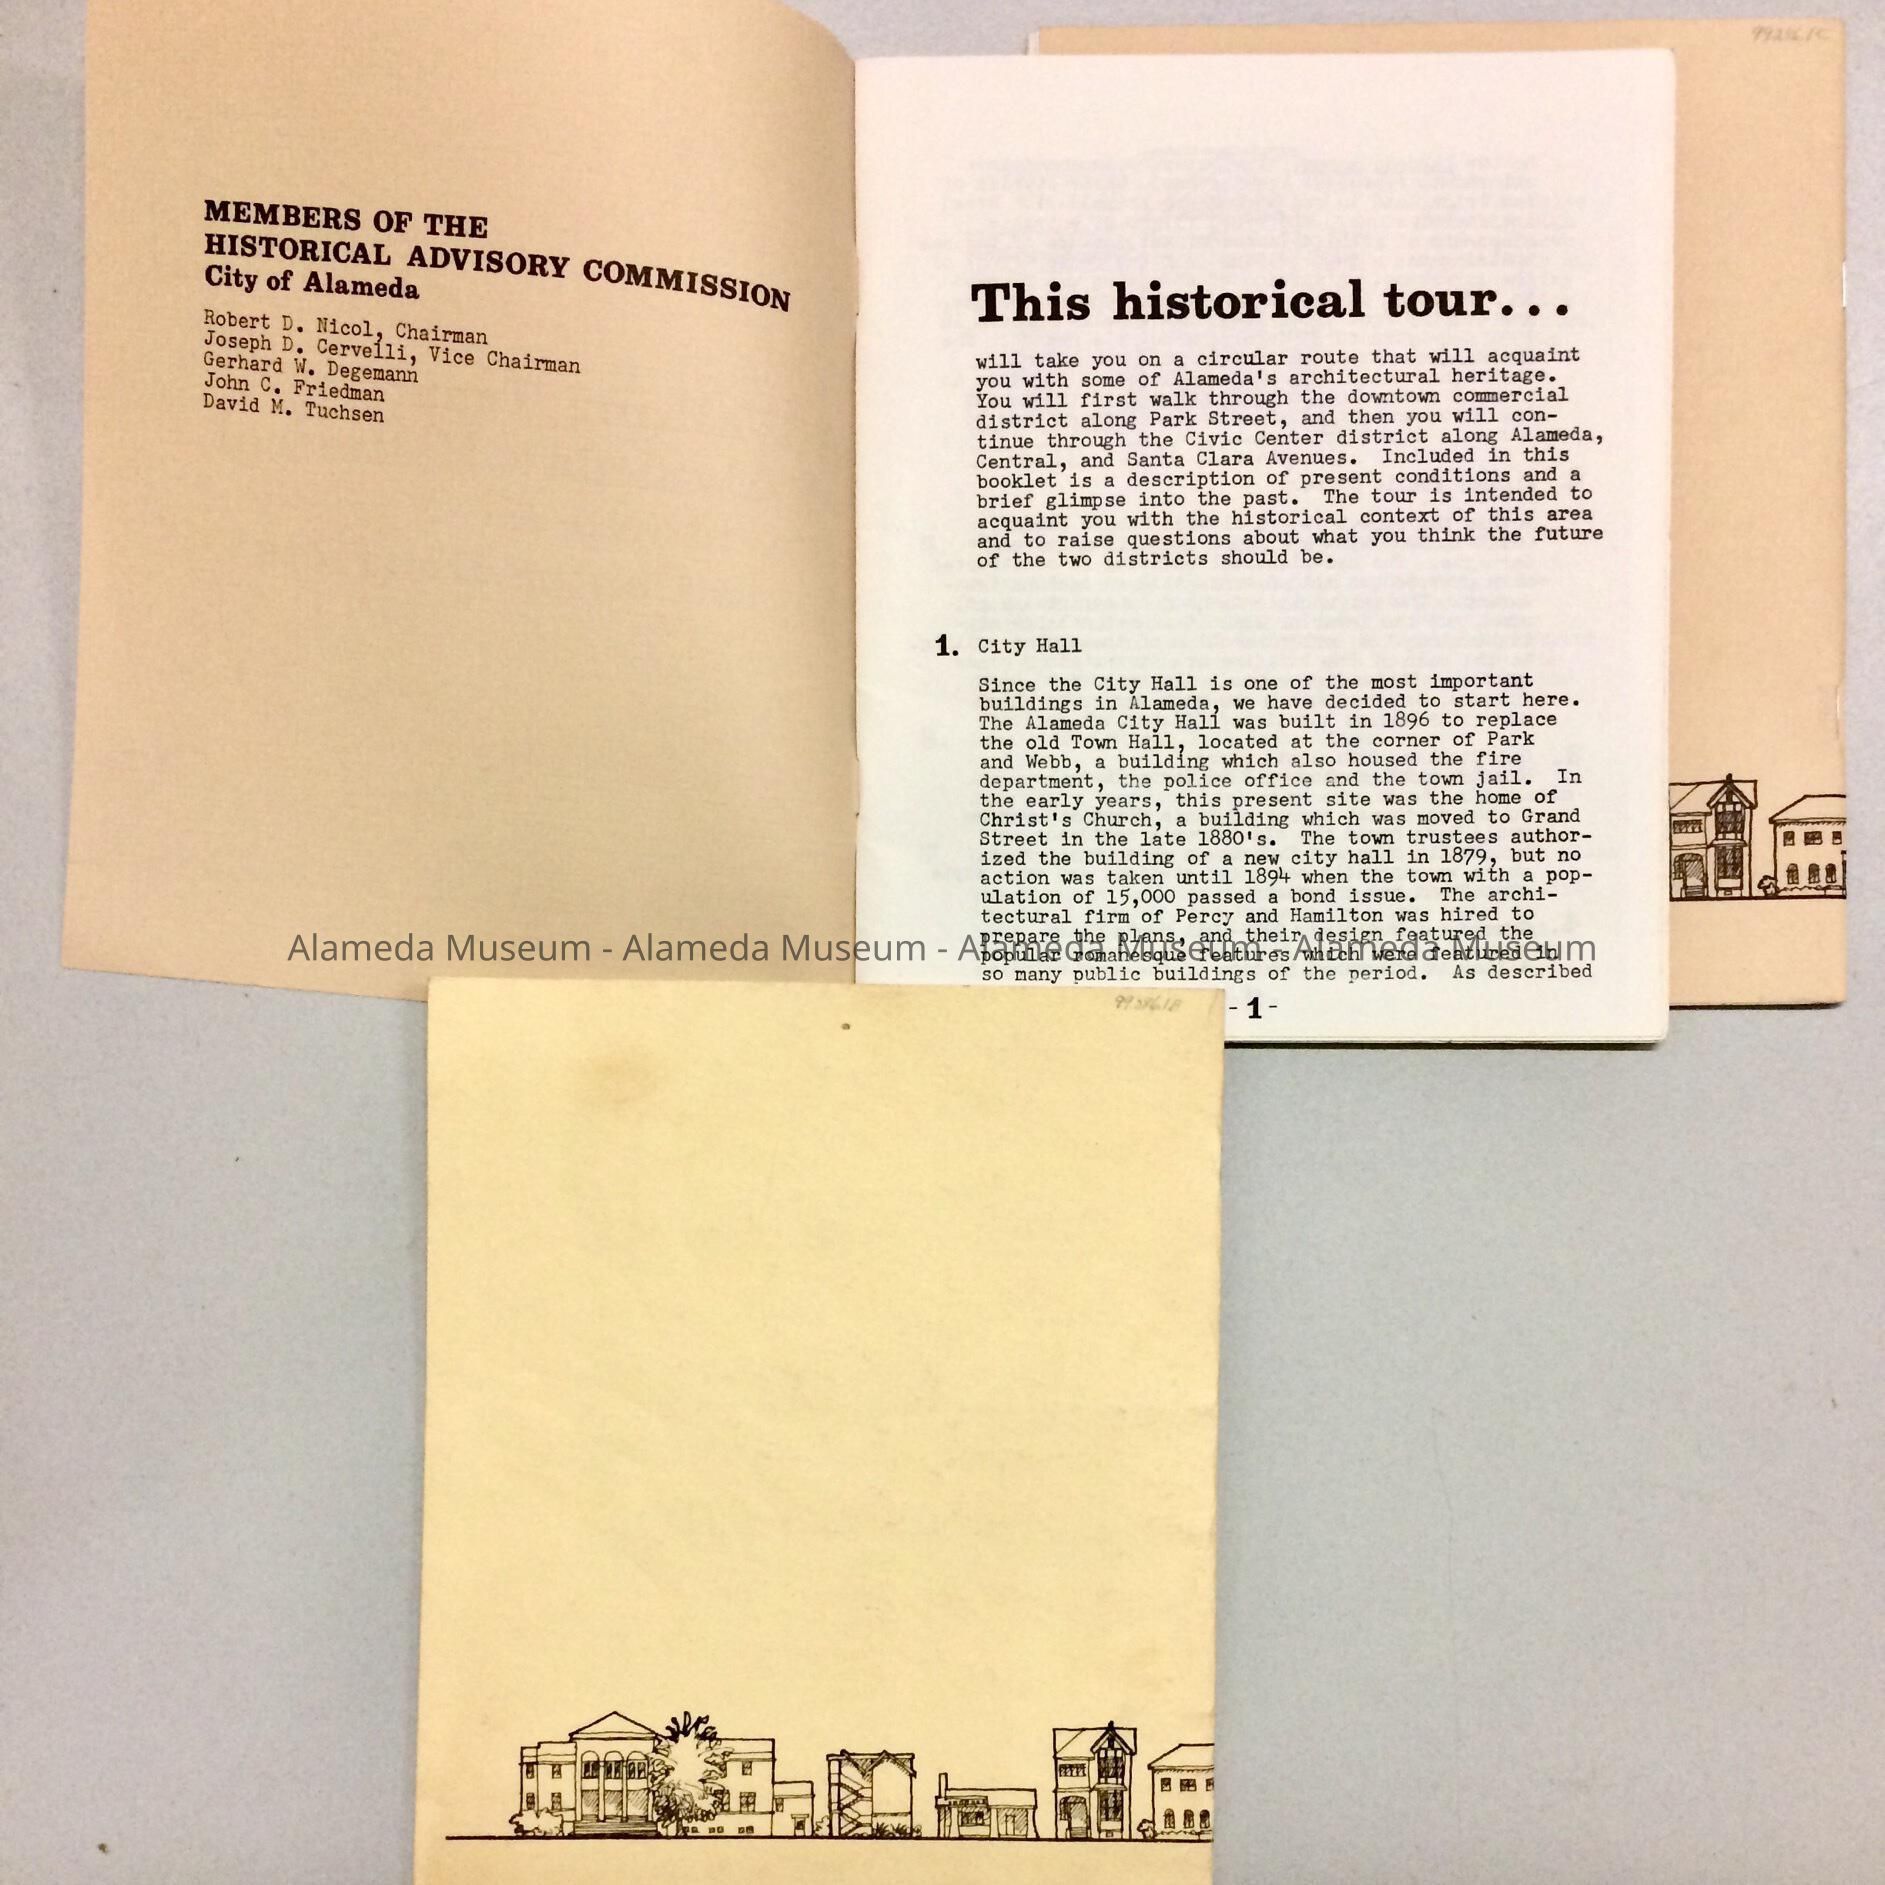 MEMBERS OF THE
HISTORICAL ADVISORY COMMISSION
City of Alameda
Robert D. Nicol, Chairman
Joseph D. Cervelli, Vice Chairman
Gerhard W. Degemann
John C. Friedman
David M. Tuchsen
This historical tour...
will take you on a circular route that will acquaint
you with some of Alameda's architectural heritage.
You will first walk through the downtown commercial
district along Park Street, and then you will con-
tinue through the Civic Center district along Alameda,
Central, and Santa Clara Avenues. Included in this
booklet is a description of present conditions and a
brief glimpse into the past. The tour is intended to
acquaint you with the historical context of this area
and to raise questions about what you think the future
of the two districts should be.
1. City Hall
Since the City Hall is one of the most important
buildings in Alameda, we have decided to start here.
The Alameda City Hall was built in 1896 to replace
the old Town Hall, located at the corner of Park
and Webb, a building which also housed the fire
department, the police office and the town jail. In
the early years, this present site was the home of
Christ's Church, a building which was moved to Grand
Street in the late 1880's. The town trustees author-
ized the building of a new city hall in 1879, but no
action was taken until 1894 when the town with a pop-
ulation of 15,000 passed a bond issue. The archi-
tectural firm of Percy and Hamilton was hired to
prepare the plans, and their design featured the
popular romanesque features which were featured in
so many public buildings of the period. As described
-1-
Alameda Museum - Alameda Museum - Alameda Museum - Alameda Museum